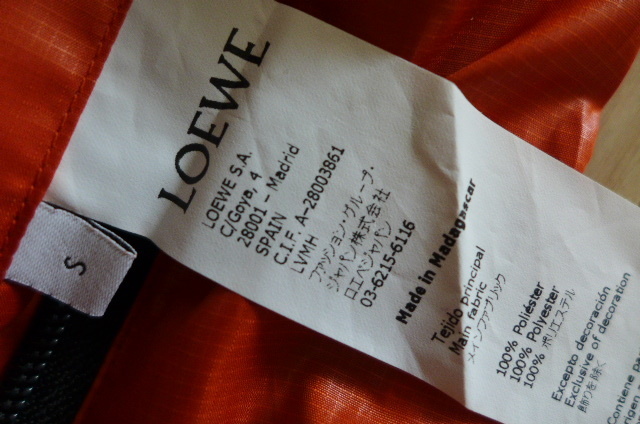 LOEWE
LOEWE S.A.
C/Goya, 4
28001 - Madrid
SPAIN
C.I.F. A-28003861
LVMH
ファッション・グループ・
ジャパン株式会社
ロエベジャパン
03-6215-6116
Made in Madagascar
Tejido principal
Main fabric
メインファブリック
100% Poliéster
100% Polyester
100% ポリエステル
Excepto decoración
Exclusive of decoration
飾りを除く
Contiene
S